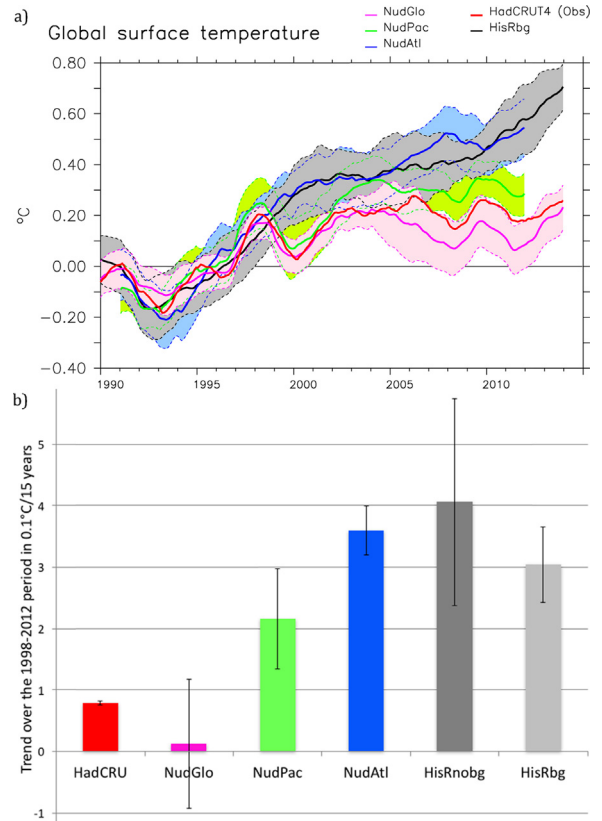 a)
Global surface temperature
NudGlo
NudPac
NudAtl
HadCRUT4 (Obs)
HisRbg
°C
0.80
0.60
0.40
0.20
0.00
−0.20
−0.40
1990 1995 2000 2005 2010
b)
Trend over the 1998-2012 period in 0.1°C/15 years
5
4
3
2
1
0
-1
HadCRU NudGlo NudPac NudAtl HisRnobg HisRbg